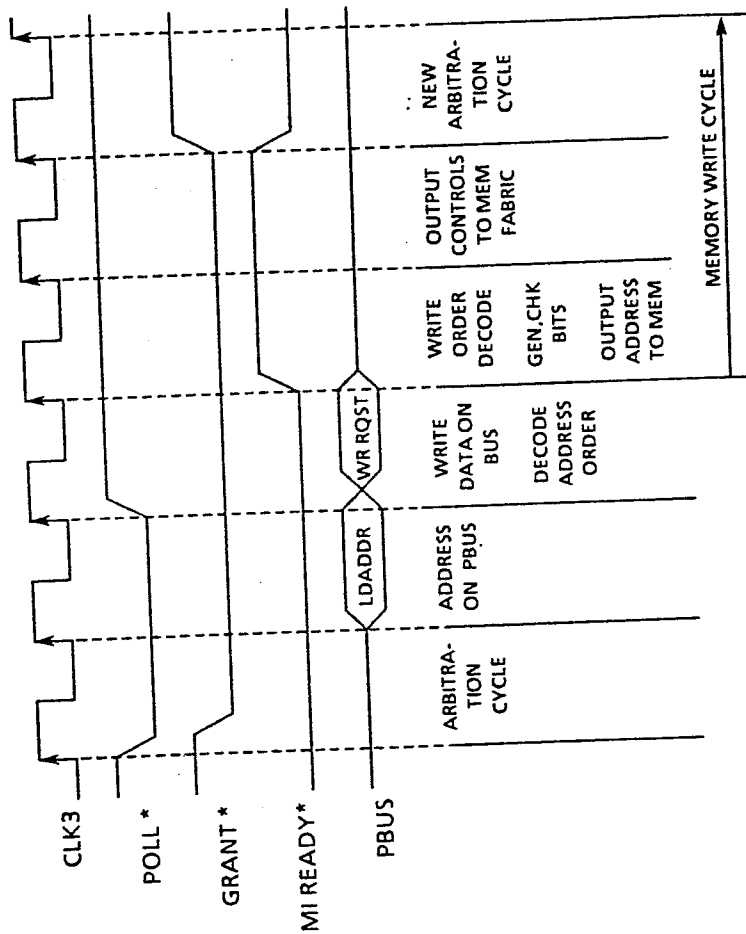 CLK3
POLL *
GRANT *
MI READY*
PBUS
LDADDR
WR RQST
ARBITRA-
TION
CYCLE
ADDRESS
ON PBUS
WRITE
DATA ON
BUS
DECODE
ADDRESS
ORDER
WRITE
ORDER
DECODE
GEN,CHK
BITS
OUTPUT
ADDRESS
TO MEM
OUTPUT
CONTROLS
TO MEM
FABRIC
NEW
ARBITRA-
TION
CYCLE
MEMORY WRITE CYCLE